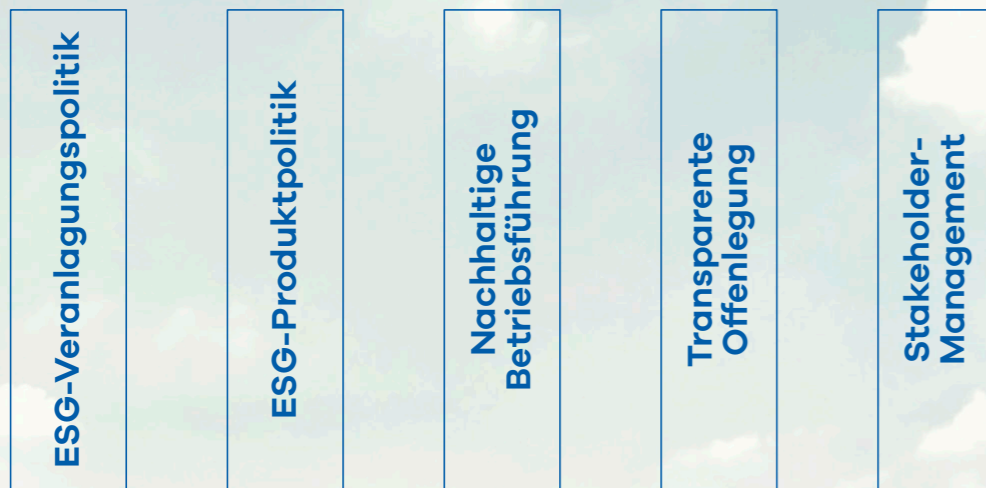 ESG-Veranlagungspolitik
ESG-Produktpolitik
Nachhaltige
Betriebsführung
Transparente
Offenlegung
Stakeholder-
Management